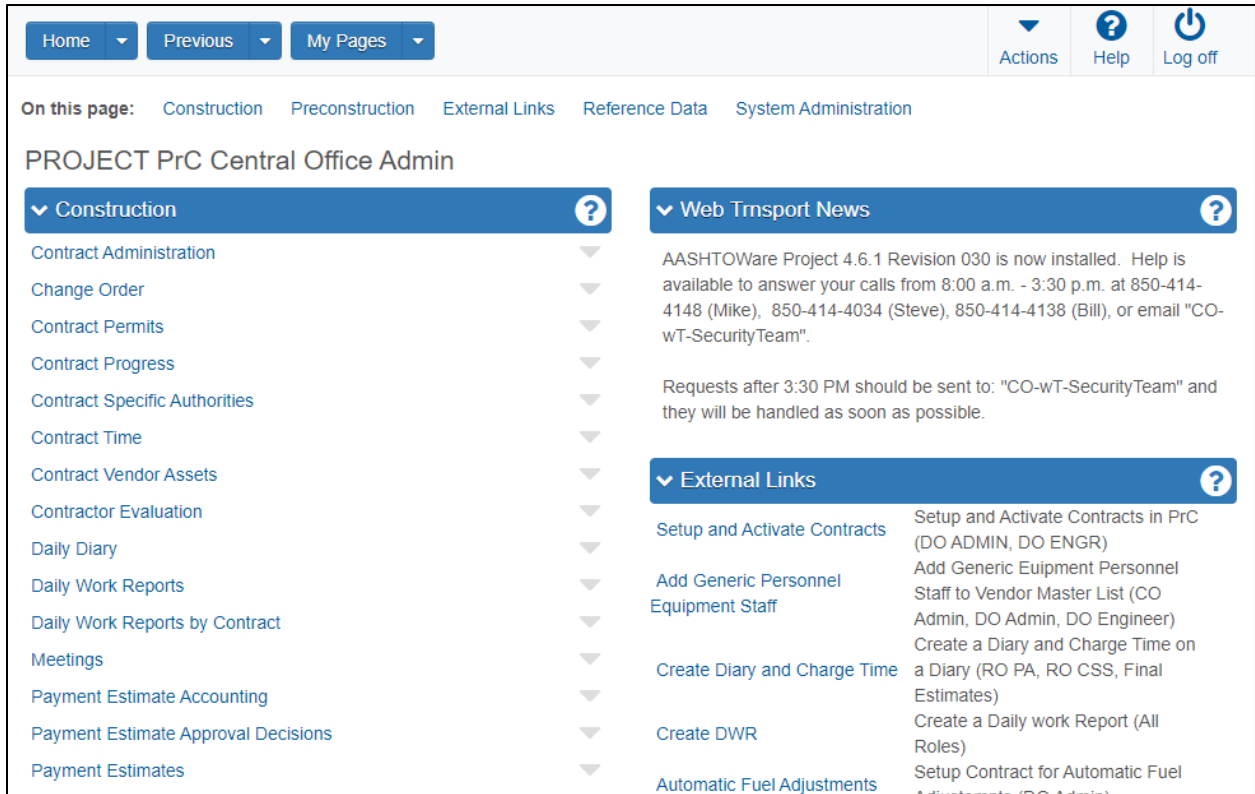 Home
Previous
My Pages
Actions
Help
Log off
On this page: Construction Preconstruction External Links Reference Data System Administration
PROJECT PrC Central Office Admin
Construction ?
Contract Administration
Change Order
Contract Permits
Contract Progress
Contract Specific Authorities
Contract Time
Contract Vendor Assets
Contractor Evaluation
Daily Diary
Daily Work Reports
Daily Work Reports by Contract
Meetings
Payment Estimate Accounting
Payment Estimate Approval Decisions
Payment Estimates
Web Trnsport News ?
AASHTOWare Project 4.6.1 Revision 030 is now installed. Help is
available to answer your calls from 8:00 a.m. - 3:30 p.m. at 850-414-
4148 (Mike), 850-414-4034 (Steve), 850-414-4138 (Bill), or email "CO-
wT-SecurityTeam".
Requests after 3:30 PM should be sent to: "CO-wT-SecurityTeam" and
they will be handled as soon as possible.
External Links ?
Setup and Activate Contracts
Setup and Activate Contracts in PrC
(DO ADMIN, DO ENGR)
Add Generic Personnel
Equipment Staff
Add Generic Euipment Personnel
Staff to Vendor Master List (CO
Admin, DO Admin, DO Engineer)
Create Diary and Charge Time
Create a Diary and Charge Time on
a Diary (RO PA, RO CSS, Final
Estimates)
Create DWR
Create a Daily work Report (All
Roles)
Automatic Fuel Adjustments
Setup Contract for Automatic Fuel